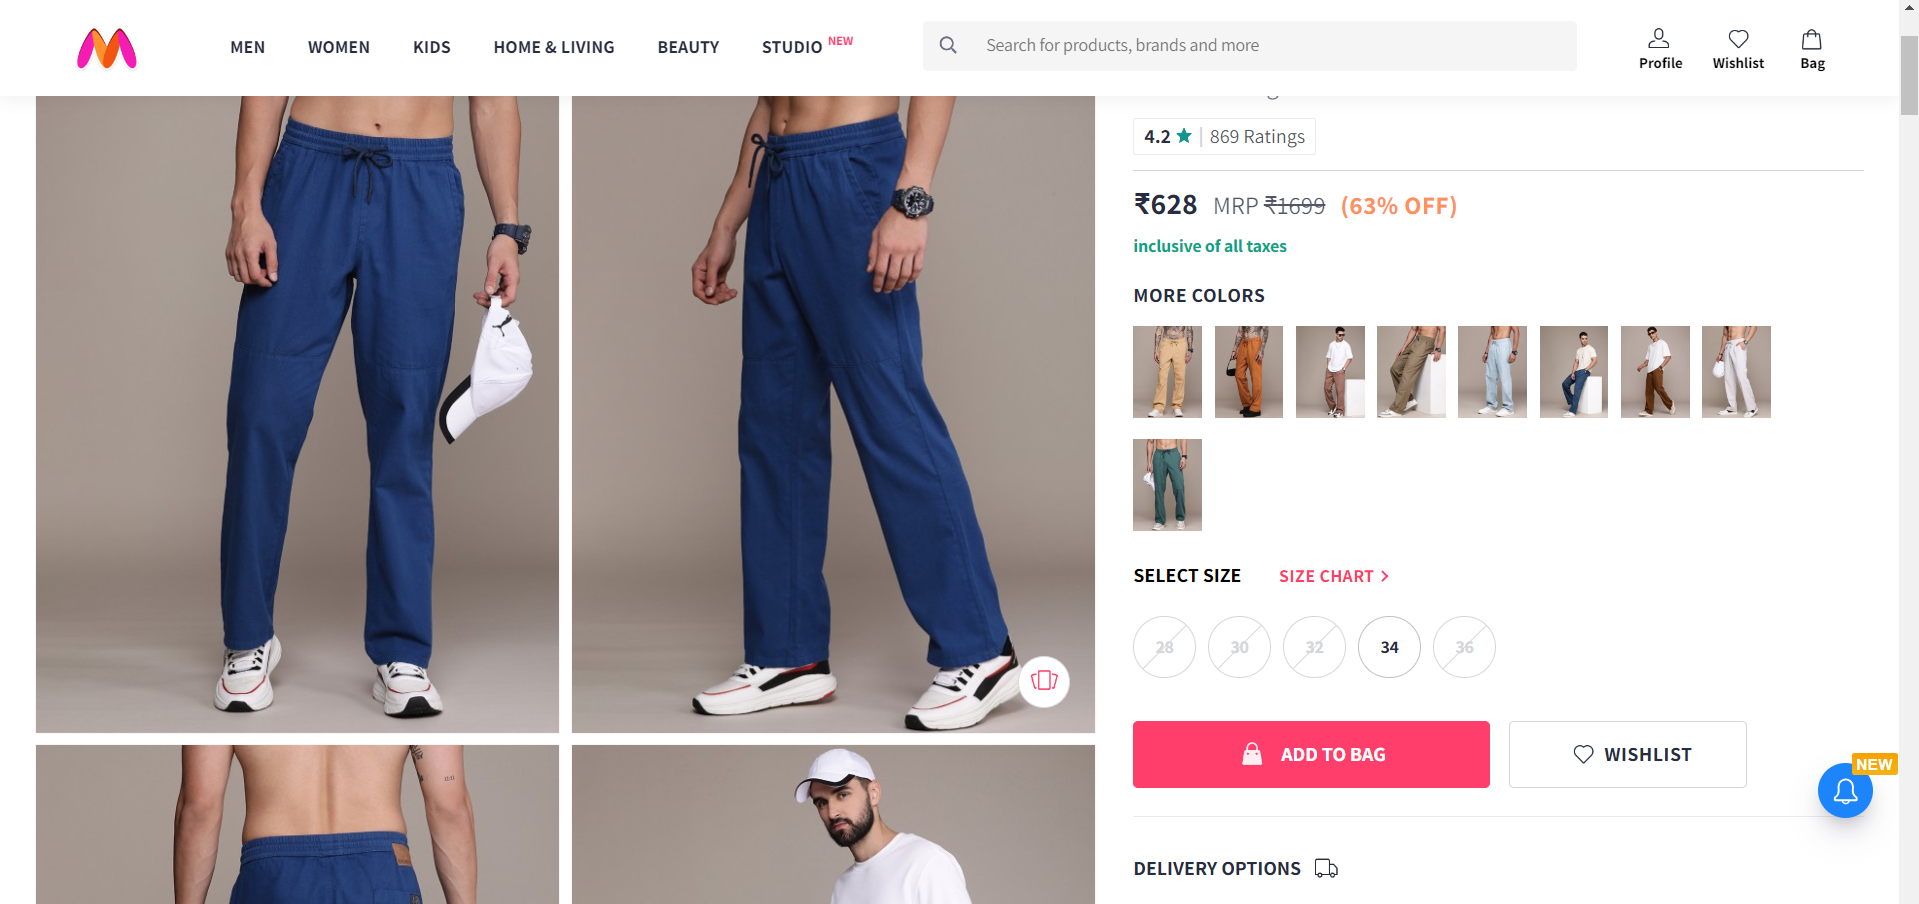 MEN WOMEN KIDS HOME & LIVING BEAUTY STUDIO NEW Search for products, brands and more Profile Wishlist Bag
4.2 ★ | 869 Ratings
₹628 MRP ₹1699 (63% OFF)
inclusive of all taxes
MORE COLORS
SELECT SIZE SIZE CHART >
28 30 32 34 36
ADD TO BAG WISHLIST
NEW
DELIVERY OPTIONS